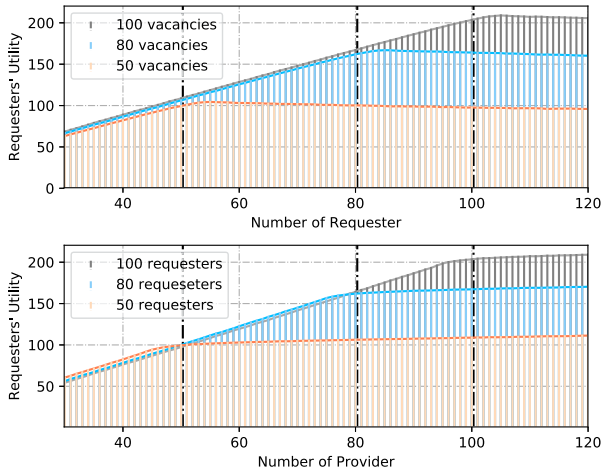 200
150
100
50
0
Requesters' Utility
100 vacancies
80 vacancies
50 vacancies
40
60
80
100
120
Number of Requester
200
150
100
50
Requesters' Utility
100 requesters
80 requeseters
50 requesters
40
60
80
100
120
Number of Provider